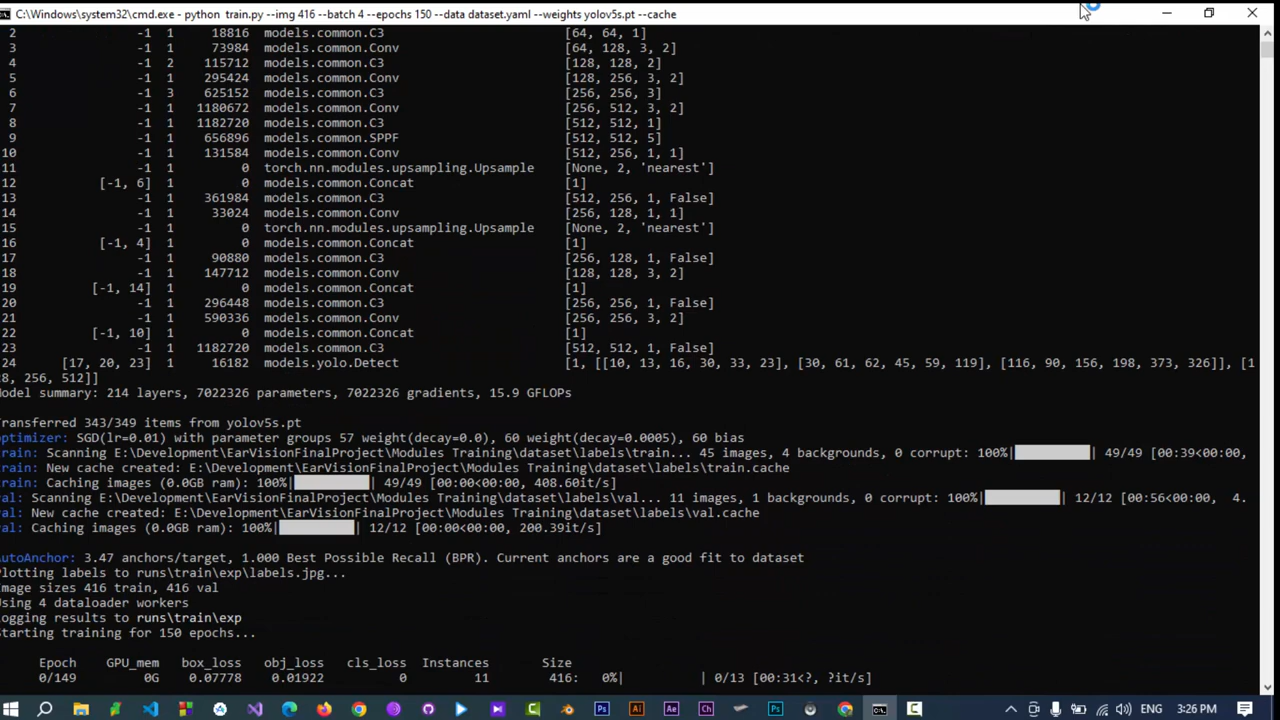 C:\Windows\system32\cmd.exe - python train.py --img 416 --batch 4 --epochs 150 --data dataset.yaml --weights yolov5s.pt --cache
2 -1 1 18816 models.common.C3 [64, 64, 1]
3 -1 1 73984 models.common.Conv [64, 128, 3, 2]
4 -1 2 115712 models.common.C3 [128, 128, 2]
5 -1 1 295424 models.common.Conv [128, 256, 3, 2]
6 -1 3 625152 models.common.C3 [256, 256, 3]
7 -1 1 1180672 models.common.Conv [256, 512, 3, 2]
8 -1 1 1182720 models.common.C3 [512, 512, 1]
9 -1 1 656896 models.common.SPPF [512, 512, 5]
10 -1 1 131584 models.common.Conv [512, 256, 1, 1]
11 -1 1 0 torch.nn.modules.upsampling.Upsample [None, 2, 'nearest']
12 [-1, 6] 1 0 models.common.Concat [1]
13 -1 1 361984 models.common.C3 [512, 256, 1, False]
14 -1 1 33024 models.common.Conv [256, 128, 1, 1]
15 -1 1 0 torch.nn.modules.upsampling.Upsample [None, 2, 'nearest']
16 [-1, 4] 1 0 models.common.Concat [1]
17 -1 1 90880 models.common.C3 [256, 128, 1, False]
18 -1 1 147712 models.common.Conv [128, 128, 3, 2]
19 [-1, 14] 1 0 models.common.Concat [1]
20 -1 1 296448 models.common.C3 [256, 256, 1, False]
21 -1 1 590336 models.common.Conv [256, 256, 3, 2]
22 [-1, 10] 1 0 models.common.Concat [1]
23 -1 1 1182720 models.common.C3 [512, 512, 1, False]
24 [17, 20, 23] 1 16182 models.yolo.Detect [1, [[10, 13, 16, 30, 33, 23], [30, 61, 62, 45, 59, 119], [116, 90, 156, 198, 373, 326]], [1
28, 256, 512]]
Model summary: 214 layers, 7022326 parameters, 7022326 gradients, 15.9 GFLOPs
Transferred 343/349 items from yolov5s.pt
optimizer: SGD(lr=0.01) with parameter groups 57 weight(decay=0.0), 60 weight(decay=0.0005), 60 bias
train: Scanning E:\Development\EarVisionFinalProject\Modules Training\dataset\labels\train... 45 images, 4 backgrounds, 0 corrupt: 100%| | 49/49 [00:39<00:00,
train: New cache created: E:\Development\EarVisionFinalProject\Modules Training\dataset\labels\train.cache
train: Caching images (0.0GB ram): 100%| | 49/49 [00:00<00:00, 408.60it/s]
val: Scanning E:\Development\EarVisionFinalProject\Modules Training\dataset\labels\val... 11 images, 1 backgrounds, 0 corrupt: 100%| | 12/12 [00:56<00:00, 4.
val: New cache created: E:\Development\EarVisionFinalProject\Modules Training\dataset\labels\val.cache
val: Caching images (0.0GB ram): 100%| | 12/12 [00:00<00:00, 200.39it/s]
AutoAnchor: 3.47 anchors/target, 1.000 Best Possible Recall (BPR). Current anchors are a good fit to dataset
Plotting labels to runs\train\exp\labels.jpg...
Image sizes 416 train, 416 val
Using 4 dataloader workers
Logging results to runs\train\exp
Starting training for 150 epochs...
Epoch GPU_mem box_loss obj_loss cls_loss Instances Size
0/149 0G 0.07778 0.01922 0 11 416: 0%| | 0/13 [00:31<?, ?it/s]
Ps Ai Ae Ch Ps ENG 3:26 PM